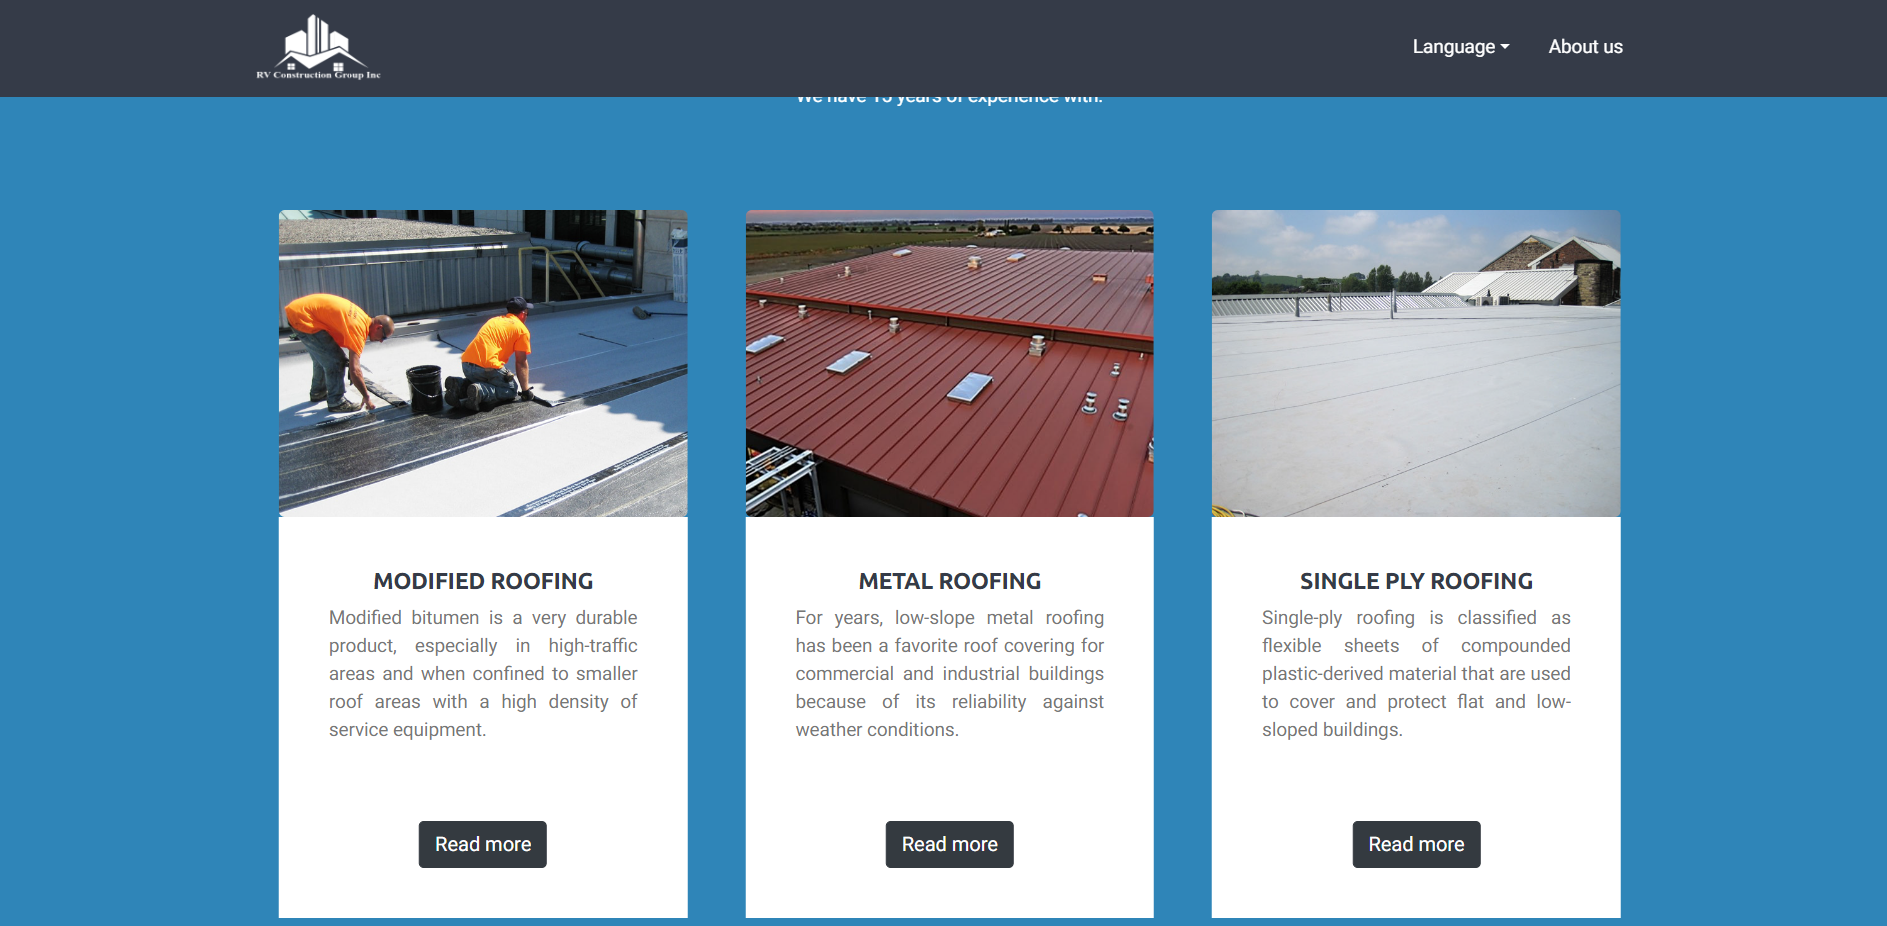 RV Construction Group Inc
Language
About us
We have 15 years of experience with:
MODIFIED ROOFING
Modified bitumen is a very durable
product, especially in high-traffic
areas and when confined to smaller
roof areas with a high density of
service equipment.
Read more
METAL ROOFING
For years, low-slope metal roofing
has been a favorite roof covering for
commercial and industrial buildings
because of its reliability against
weather conditions.
Read more
SINGLE PLY ROOFING
Single-ply roofing is classified as
flexible sheets of compounded
plastic-derived material that are used
to cover and protect flat and low-
sloped buildings.
Read more